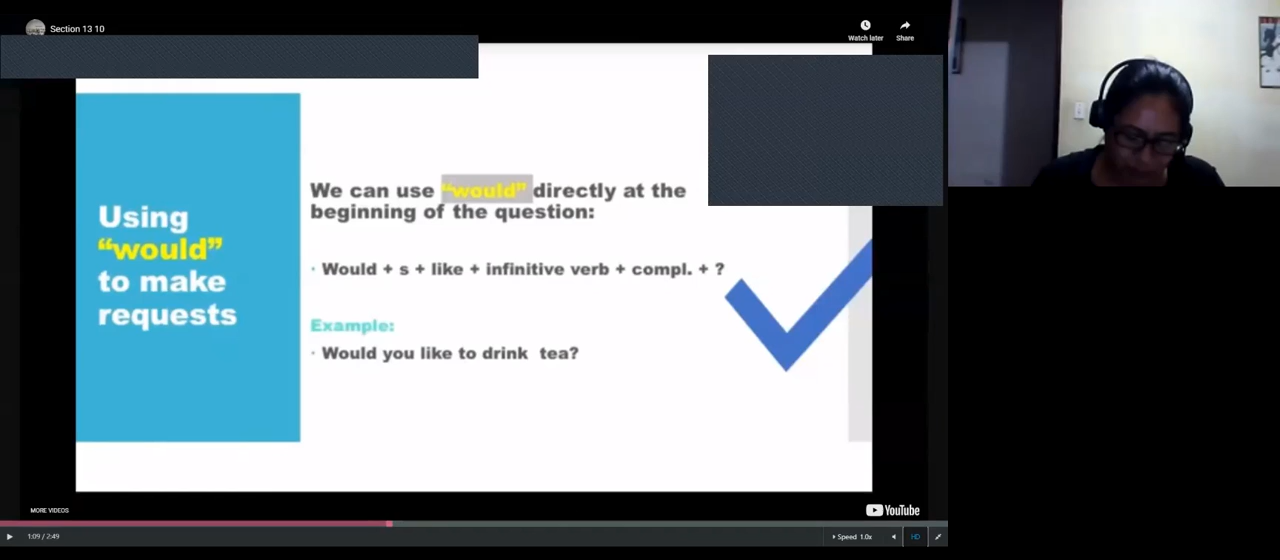 Section 13 10
Watch later
Share
Using
“would”
to make
requests
We can use “would” directly at the
beginning of the question:
· Would + s + like + infinitive verb + compl. + ?
Example:
· Would you like to drink tea?
MORE VIDEOS
YouTube
1:09 / 2:49
Speed 1.0x
HD